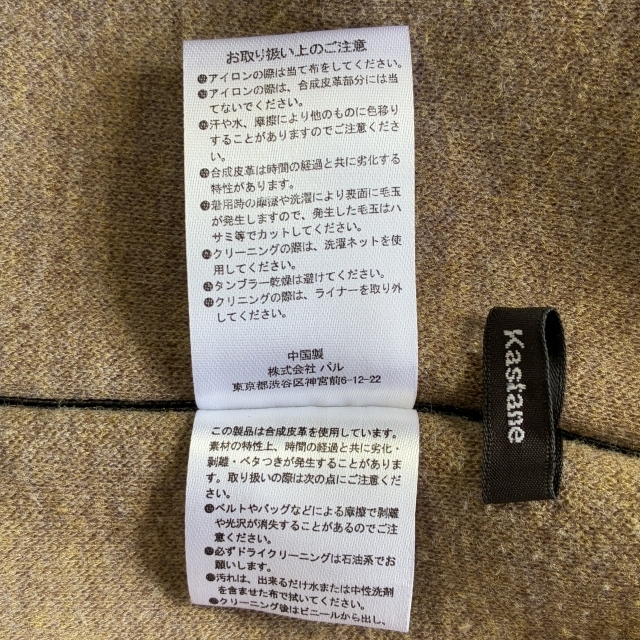 お取り扱い上のご注意
●アイロンの際は当て布をしてください。
●アイロンの際は、合成皮革部分には当
てないでください。
●汗や水、摩擦により他のものに色移り
することがありますのでご注意くださ
い。
●合成皮革は時間の経過と共に劣化する
特性があります。
●着用時の摩擦や洗濯により表面に毛玉
が発生しますので、発生した毛玉はハ
サミ等でカットしてください。
●クリーニングの際は、洗濯ネットを使
用してください。
●タンブラー乾燥は避けてください。
●クリニングの際は、ライナーを取り外
してください。
中国製
株式会社 パル
東京都渋谷区神宮前6-12-22
Kastane
この製品は合成皮革を使用しています。
素材の特性上、時間の経過と共に劣化・
剥離・ベタつきが発生することがありま
す。取り扱いの際は次の点にご注意くだ
さい。
●ベルトやバッグなどによる摩擦で剥離
や光沢が消失することがあるのでご注
意ください。
●必ずドライクリーニングは石油系でお
願いします。
●汚れは、出来るだけ水または中性洗剤
を含ませた布で拭いてください。
●クリーニング後はビニールから出し、